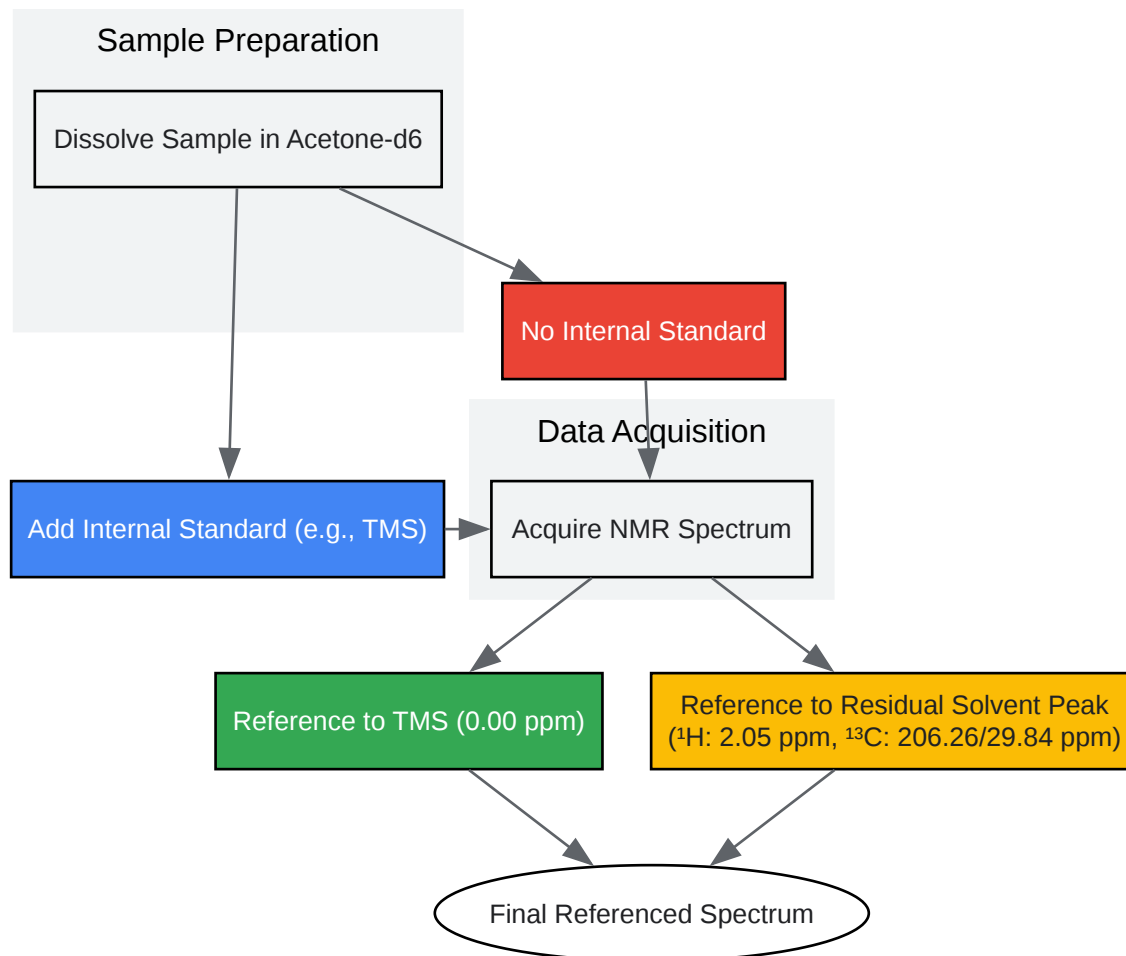 Sample Preparation
Dissolve Sample in Acetone-d6
No Internal Standard
Data Acquisition
Add Internal Standard (e.g., TMS)
Acquire NMR Spectrum
Reference to TMS (0.00 ppm)
Reference to Residual Solvent Peak
(¹H: 2.05 ppm, ¹³C: 206.26/29.84 ppm)
Final Referenced Spectrum